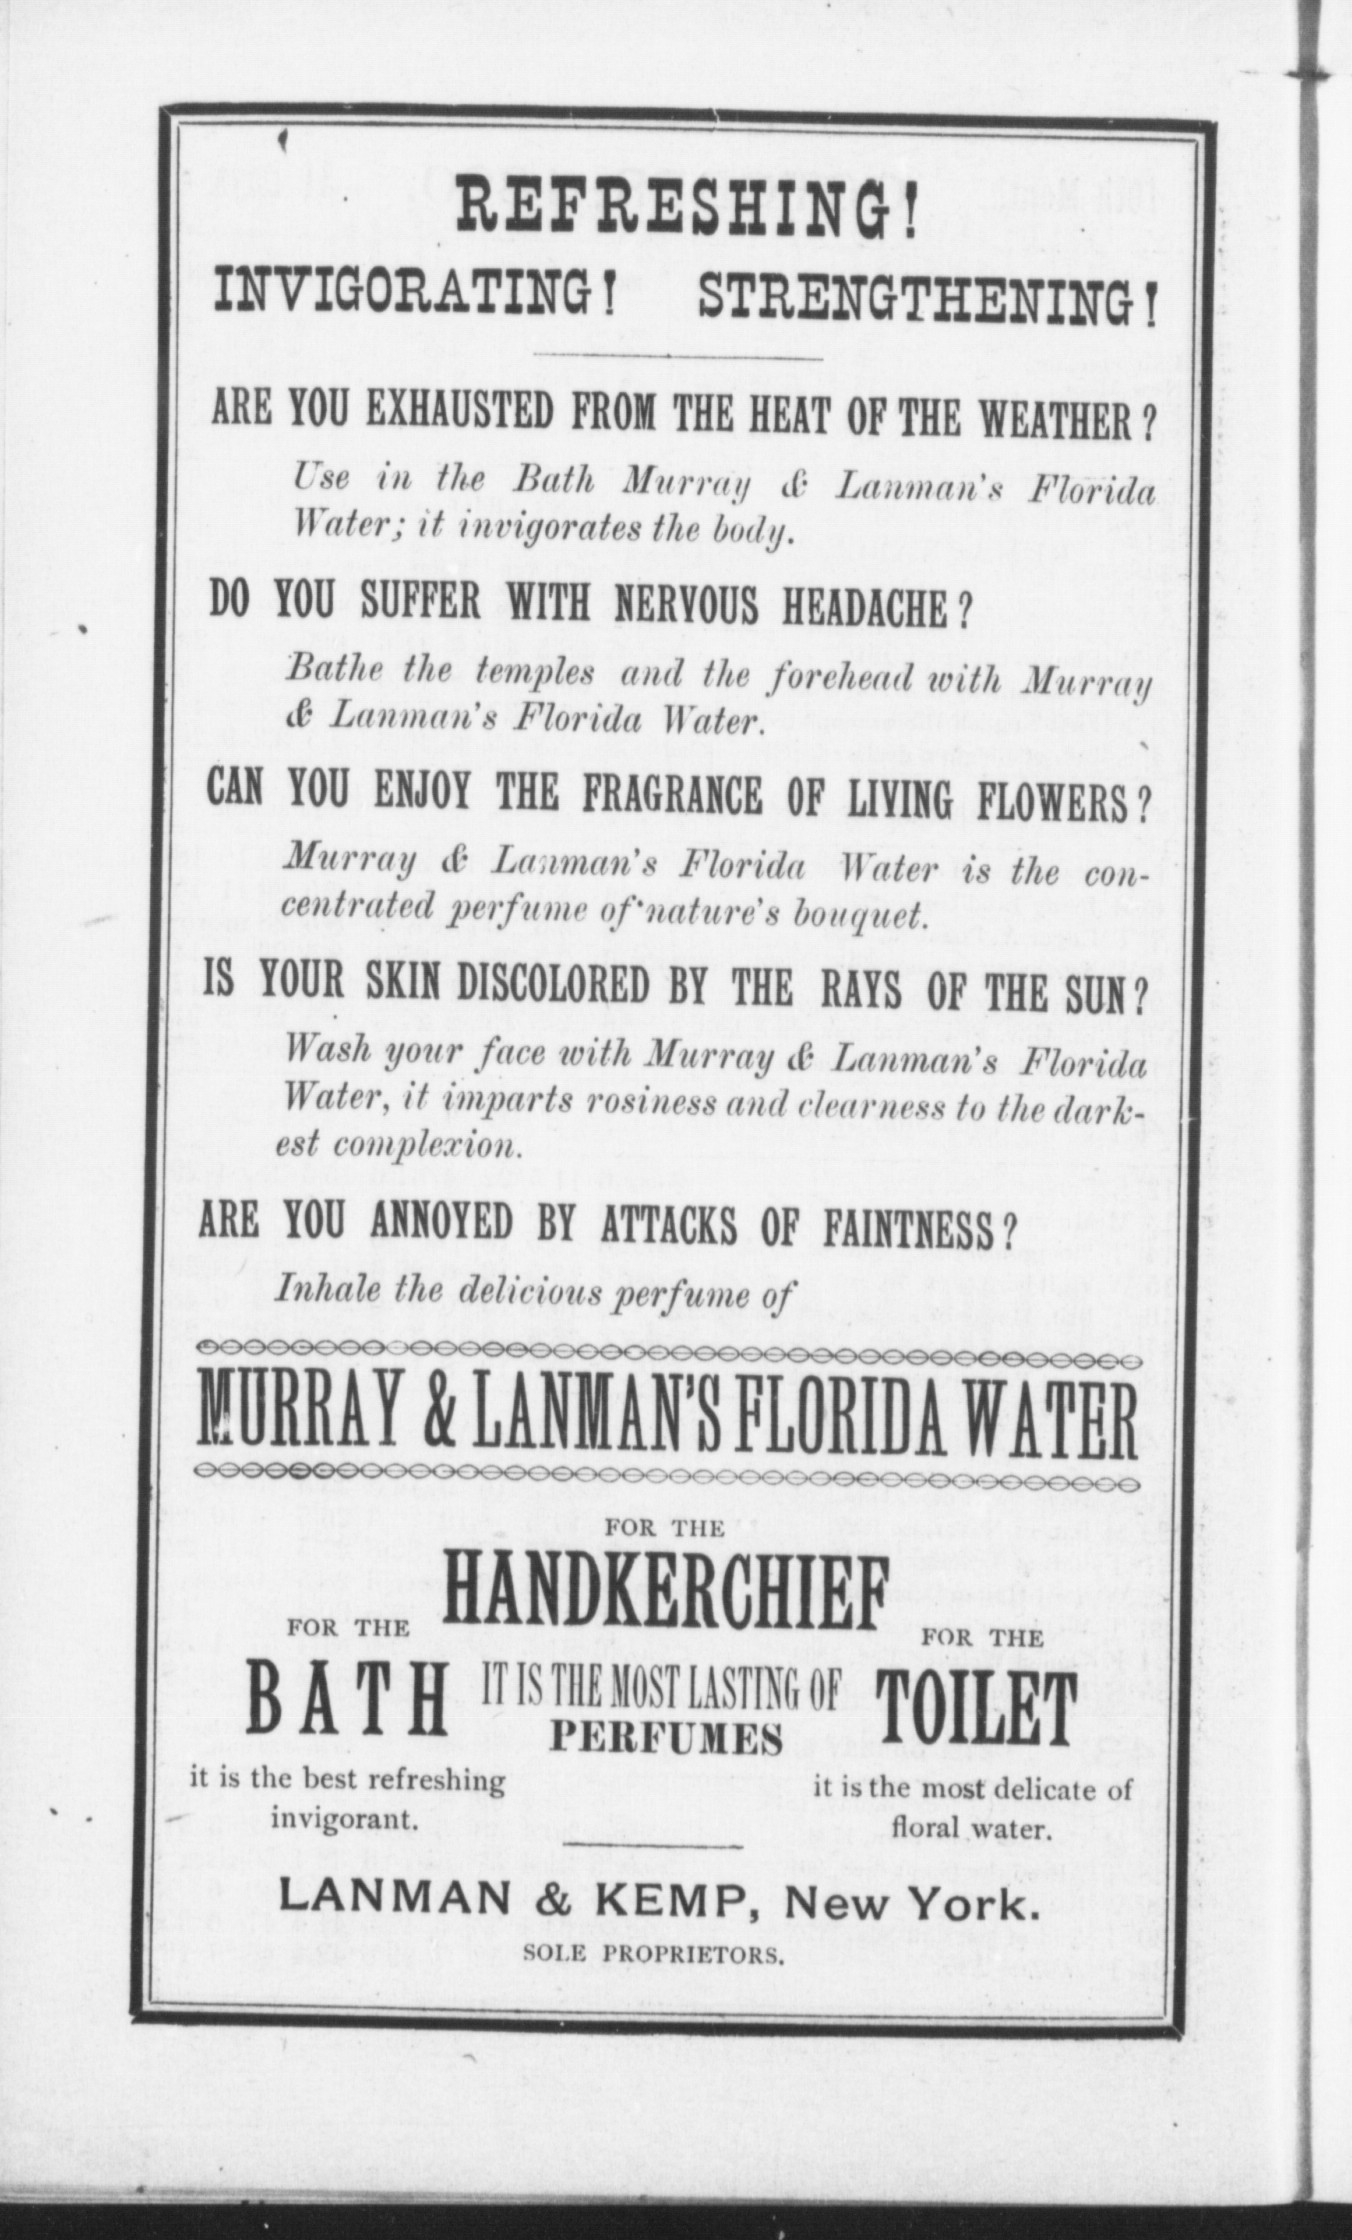 REFRESHING!
INVIGORATING! STRENGTHENING!
ARE YOU EXHAUSTED FROM THE HEAT OF THE WEATHER?
Use in the Bath Murray & Lanman's Florida
Water; it invigorates the body.
DO YOU SUFFER WITH NERVOUS HEADACHE?
Bathe the temples and the forehead with Murray
& Lanman's Florida Water.
CAN YOU ENJOY THE FRAGRANCE OF LIVING FLOWERS?
Murray & Lanman's Florida Water is the con-
centrated perfume of nature's bouquet.
IS YOUR SKIN DISCOLORED BY THE RAYS OF THE SUN?
Wash your face with Murray & Lanman's Florida
Water, it imparts rosiness and clearness to the dark-
est complexion.
ARE YOU ANNOYED BY ATTACKS OF FAINTNESS?
Inhale the delicious perfume of
MURRAY & LANMAN'S FLORIDA WATER
FOR THE
HANDKERCHIEF
IT IS THE MOST LASTING OF
PERFUMES
FOR THE
BATH
it is the best refreshing
invigorant.
FOR THE
TOILET
it is the most delicate of
floral water.
LANMAN & KEMP, New York.
SOLE PROPRIETORS.